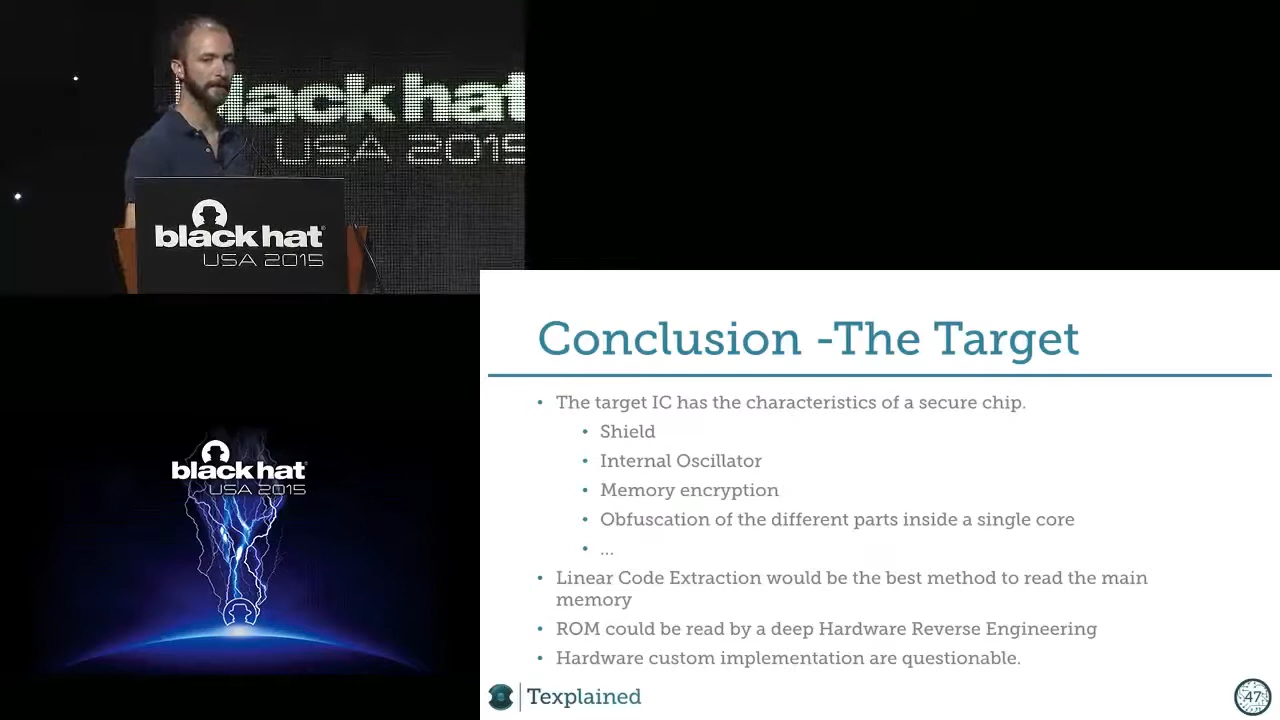 black hat
USA 2015
black hat
USA 2015
Conclusion -The Target
• The target IC has the characteristics of a secure chip.
• Shield
• Internal Oscillator
• Memory encryption
• Obfuscation of the different parts inside a single core
• ...
• Linear Code Extraction would be the best method to read the main
memory
• ROM could be read by a deep Hardware Reverse Engineering
• Hardware custom implementation are questionable.
black hat
USA 2015
Texplained
47